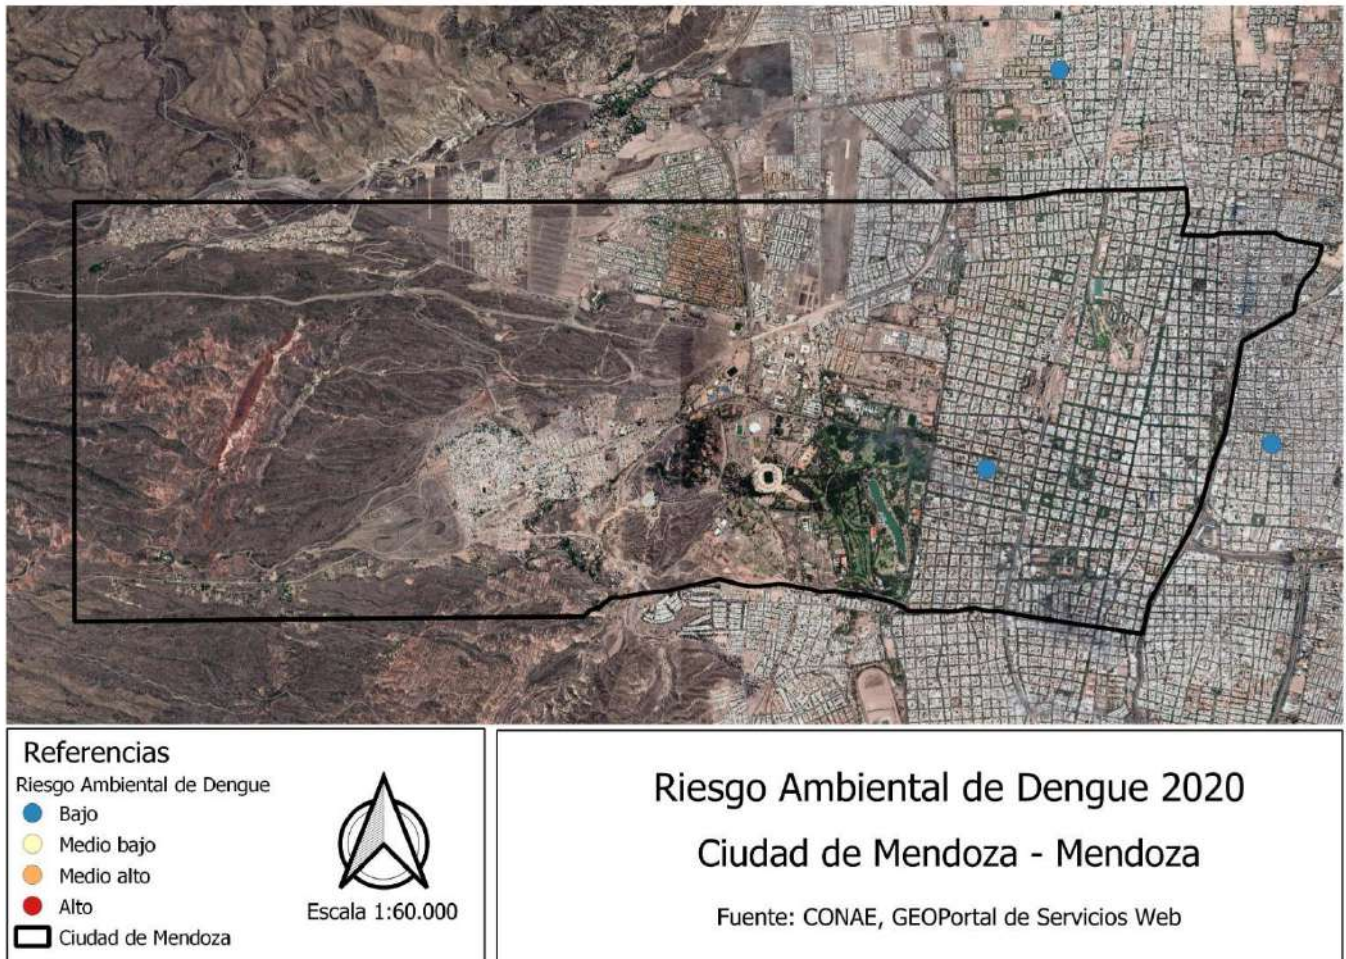 Referencias
Riesgo Ambiental de Dengue
Bajo
Medio bajo
Medio alto
Alto
Ciudad de Mendoza
Escala 1:60.000
Riesgo Ambiental de Dengue 2020
Ciudad de Mendoza - Mendoza
Fuente: CONAE, GEOPortal de Servicios Web